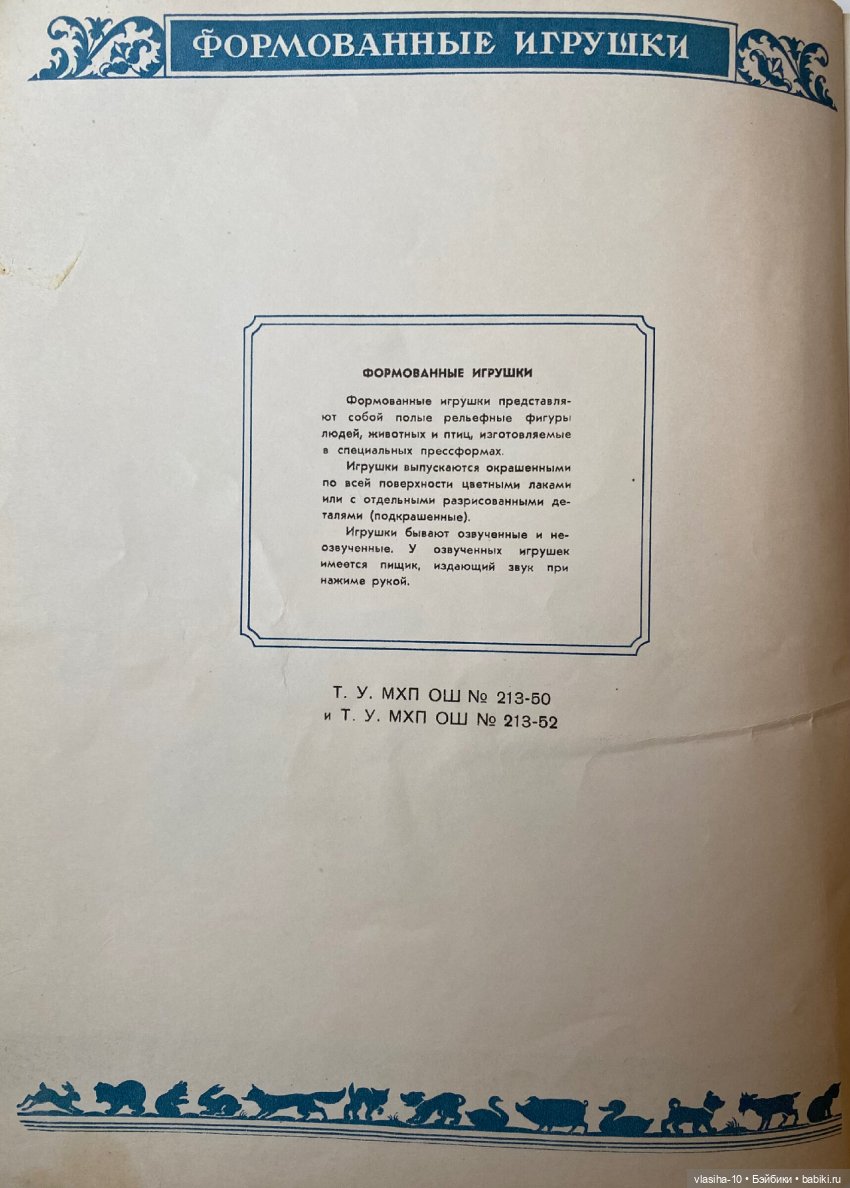 ФОРМОВАННЫЕ ИГРУШКИ
ФОРМОВАННЫЕ ИГРУШКИ
Формованные игрушки представля-
ют собой полые рельефные фигуры
людей, животных и птиц, изготовляемые
в специальных прессформах.
Игрушки выпускаются окрашенными
по всей поверхности цветными лаками
или с отдельными разрисованными де-
талями (подкрашенные).
Игрушки бывают озвученные и не-
озвученные. У озвученных игрушек
имеется пищик, издающий звук при
нажиме рукой.
Т. У. МХП ОШ № 213-50
и Т. У. МХП ОШ № 213-52
vlasiha-10 • Бэйбики • babiki.ru